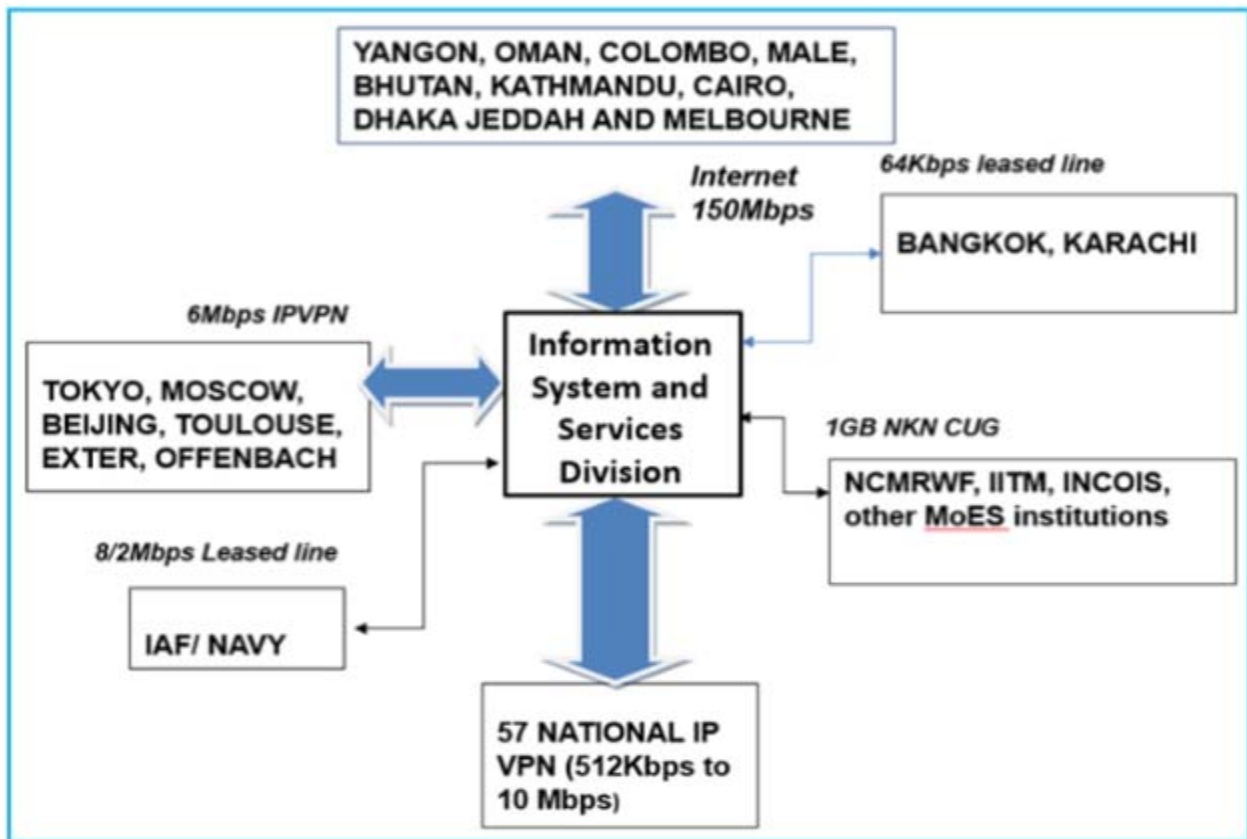 YANGON, OMAN, COLOMBO, MALE,
BHUTAN, KATHMANDU, CAIRO,
DHAKA JEDDAH AND MELBOURNE
Internet
150Mbps
64Kbps leased line
BANGKOK, KARACHI
6Mbps IPVPN
TOKYO, MOSCOW,
BEIJING, TOULOUSE,
EXTER, OFFENBACH
Information
System and
Services
Division
1GB NKN CUG
NCMRWF, IITM, INCOIS,
other MoES institutions
8/2Mbps Leased line
IAF/ NAVY
57 NATIONAL IP
VPN (512Kbps to
10 Mbps)